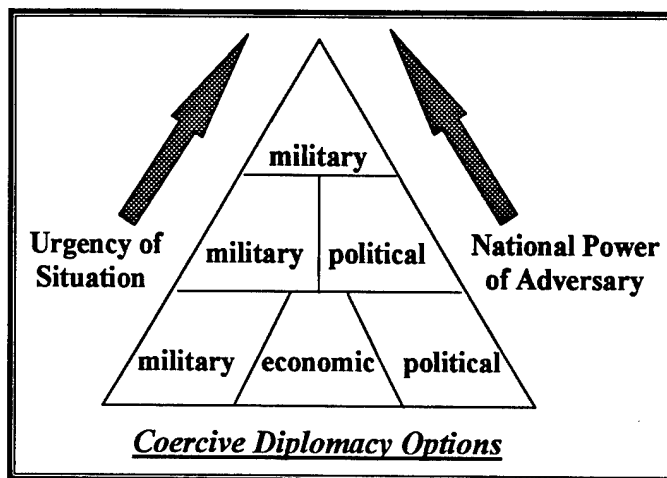 military
Urgency of
Situation
military political
National Power
of Adversary
military economic political
Coercive Diplomacy Options